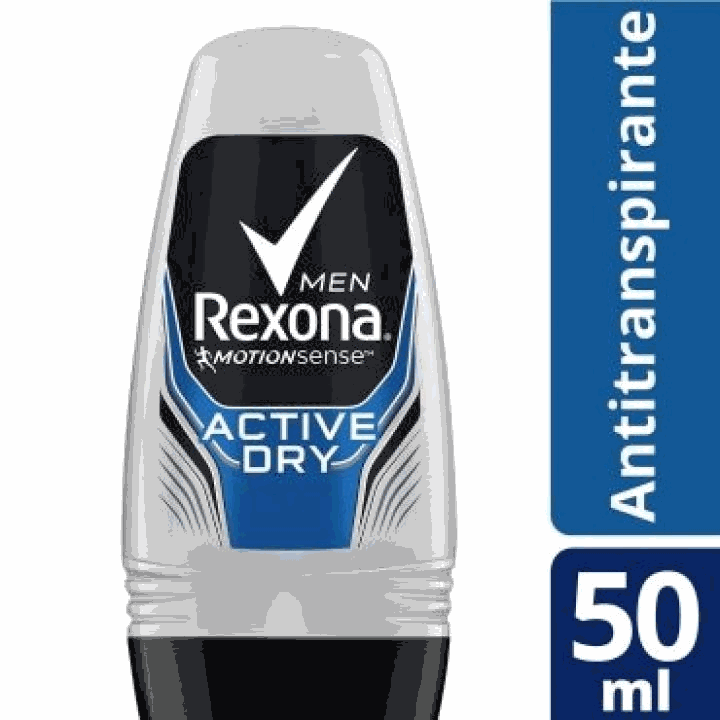 MEN
Rexona®
MOTIONsense™
ACTIVE
DRY
Antitranspirante
50
ml